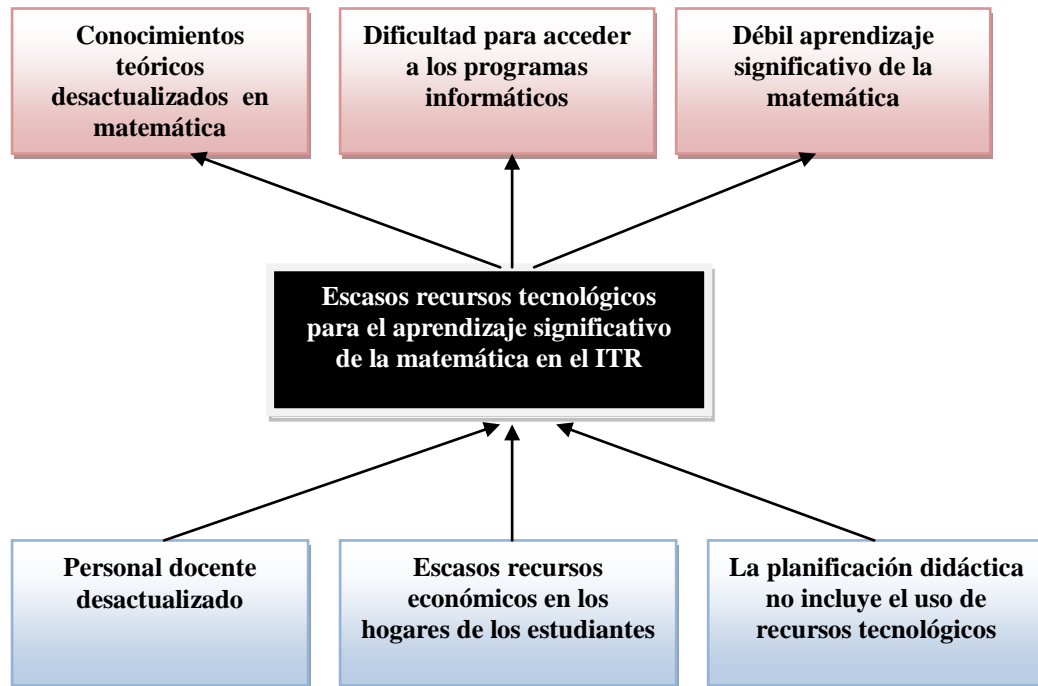 Conocimientos
teóricos
desactualizados en
matemática
Dificultad para acceder
a los programas
informáticos
Débil aprendizaje
significativo de la
matemática
Escasos recursos tecnológicos
para el aprendizaje significativo
de la matemática en el ITR
Personal docente
desactualizado
Escasos recursos
económicos en los
hogares de los estudiantes
La planificación didáctica
no incluye el uso de
recursos tecnológicos